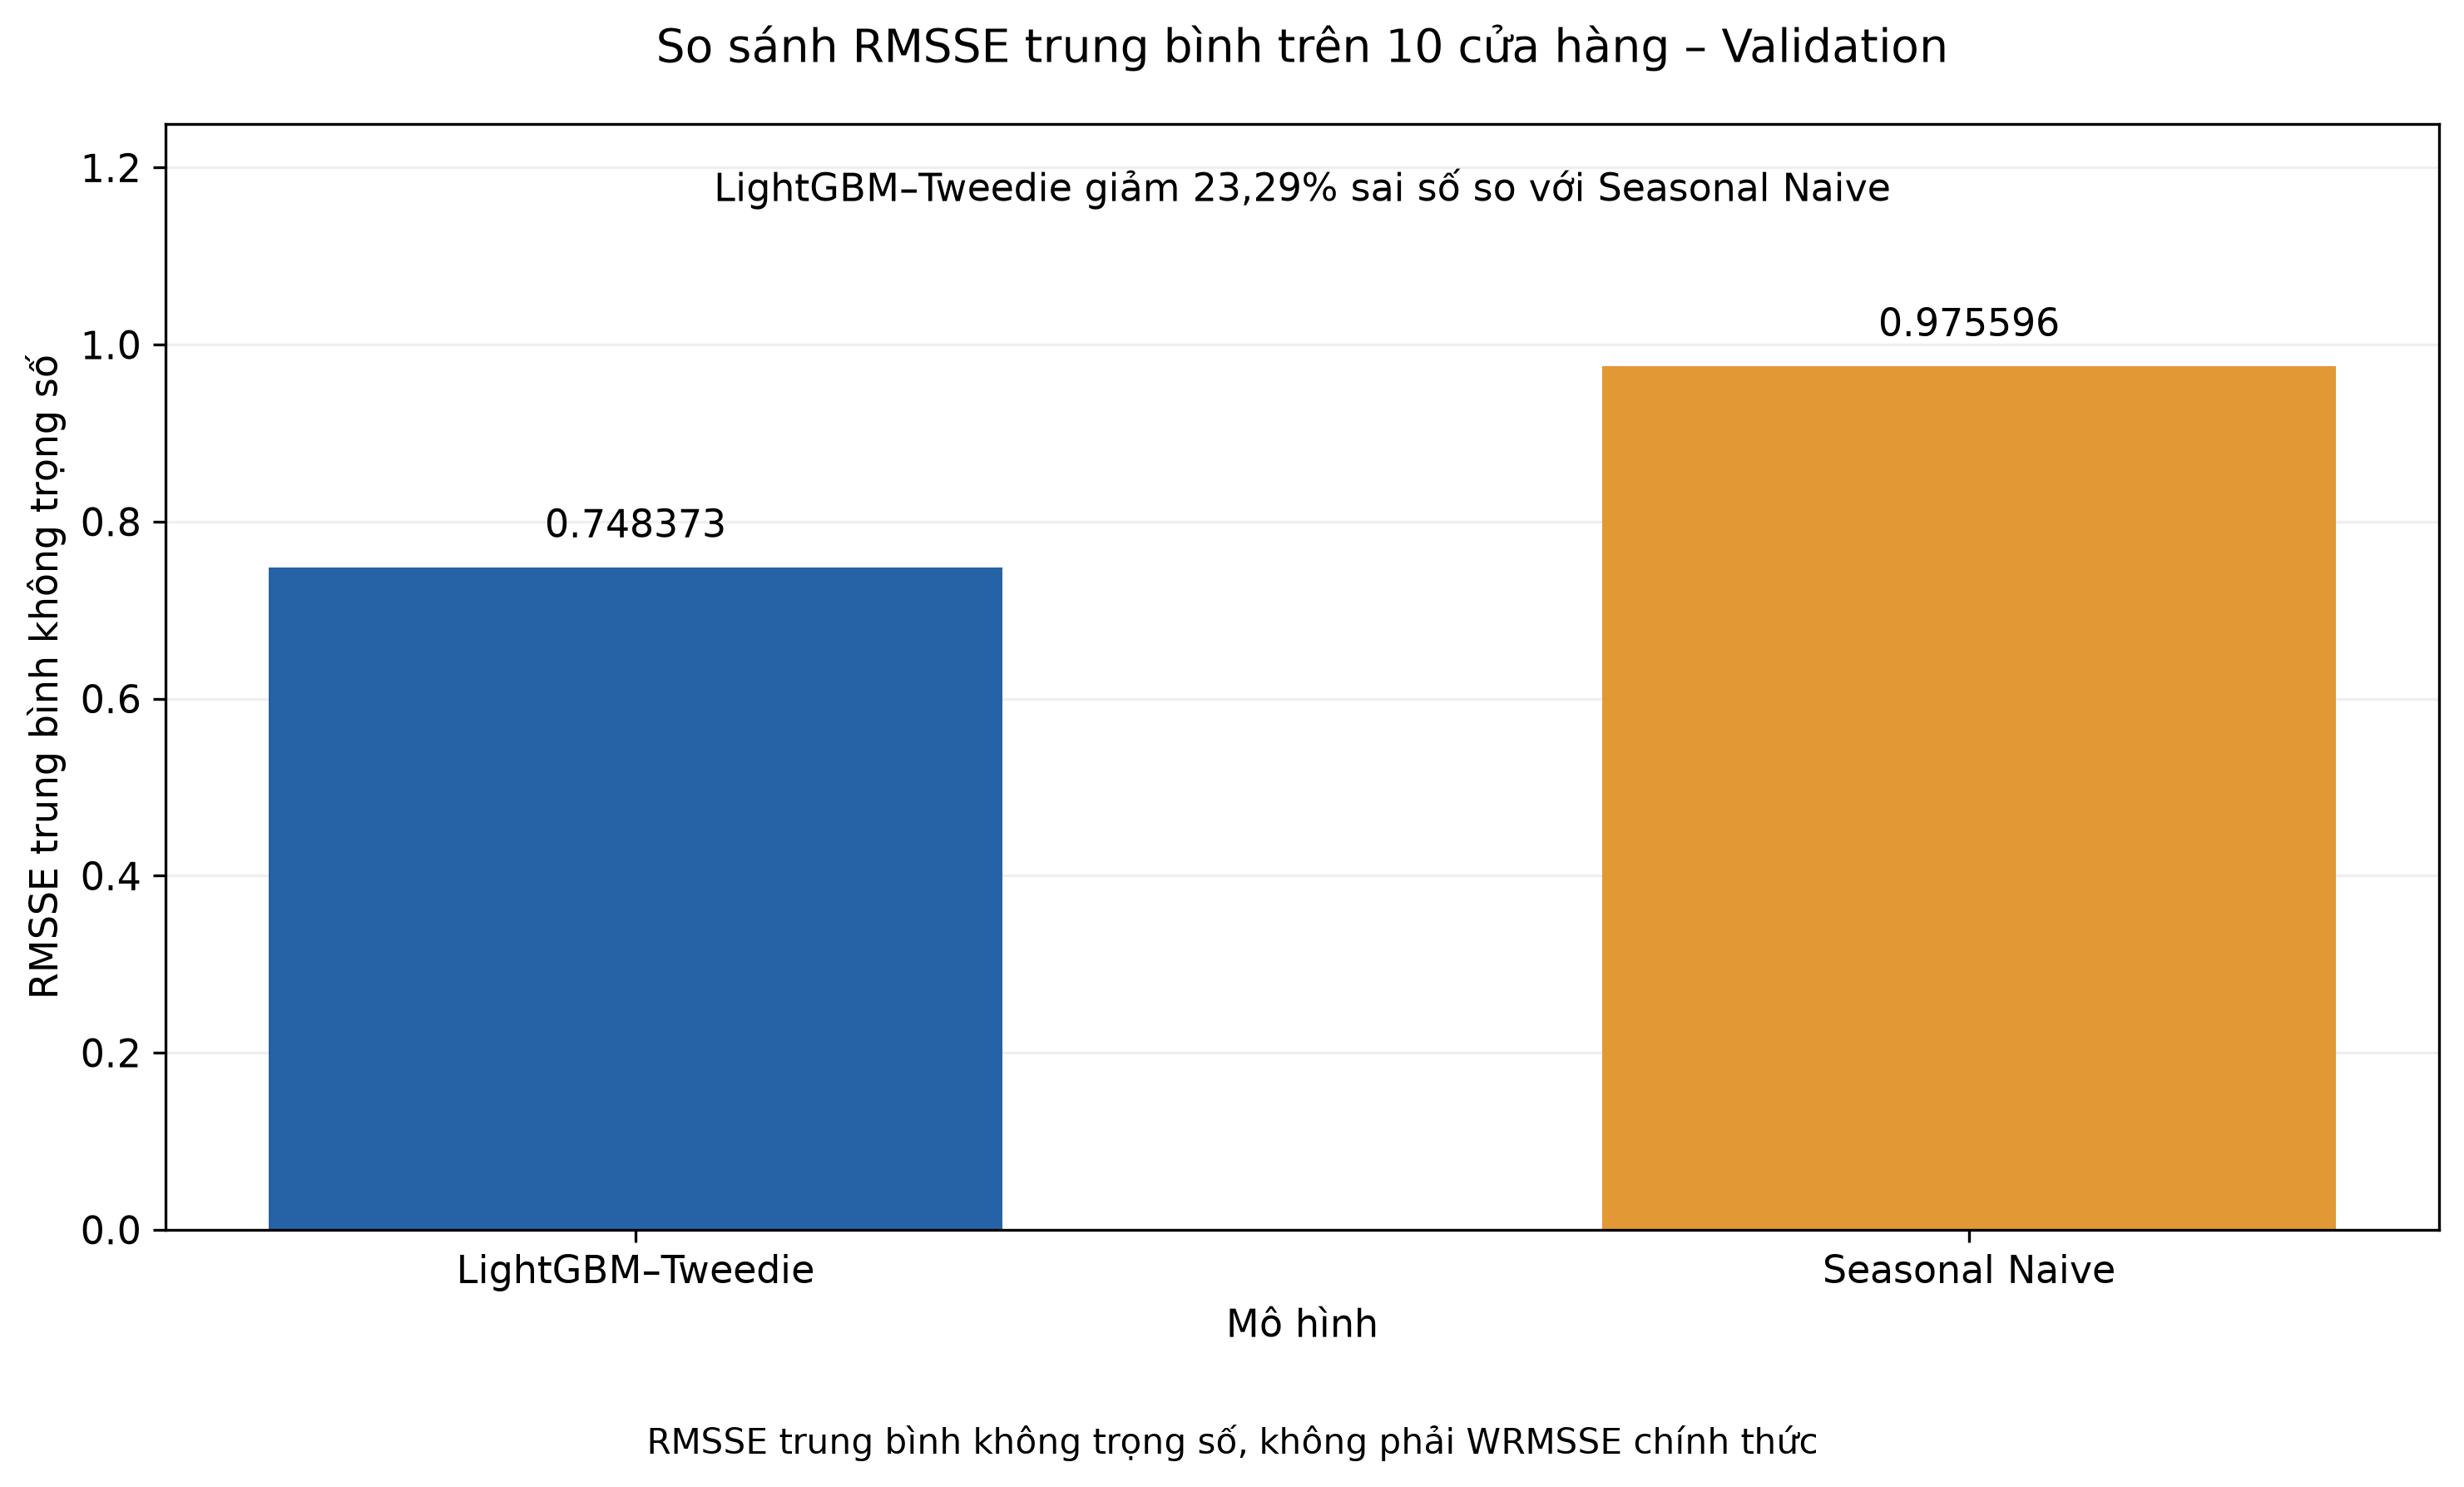 So sánh RMSSE trung bình trên 10 cửa hàng – Validation
LightGBM–Tweedie giảm 23,29% sai số so với Seasonal Naive
RMSSE trung bình không trọng số
1.2
1.0
0.8
0.6
0.4
0.2
0.0
0.748373
0.975596
LightGBM–Tweedie
Seasonal Naive
Mô hình
RMSSE trung bình không trọng số, không phải WRMSSE chính thức